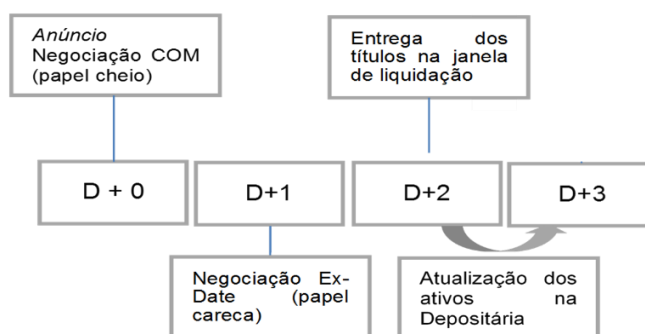 Anúncio
Negociação COM
(papel cheio)
Entrega dos
títulos na janela
de liquidação
D + 0
D+1
D+2
D+3
Negociação Ex-
Date (papel
careca)
Atualização dos
ativos na
Depositária